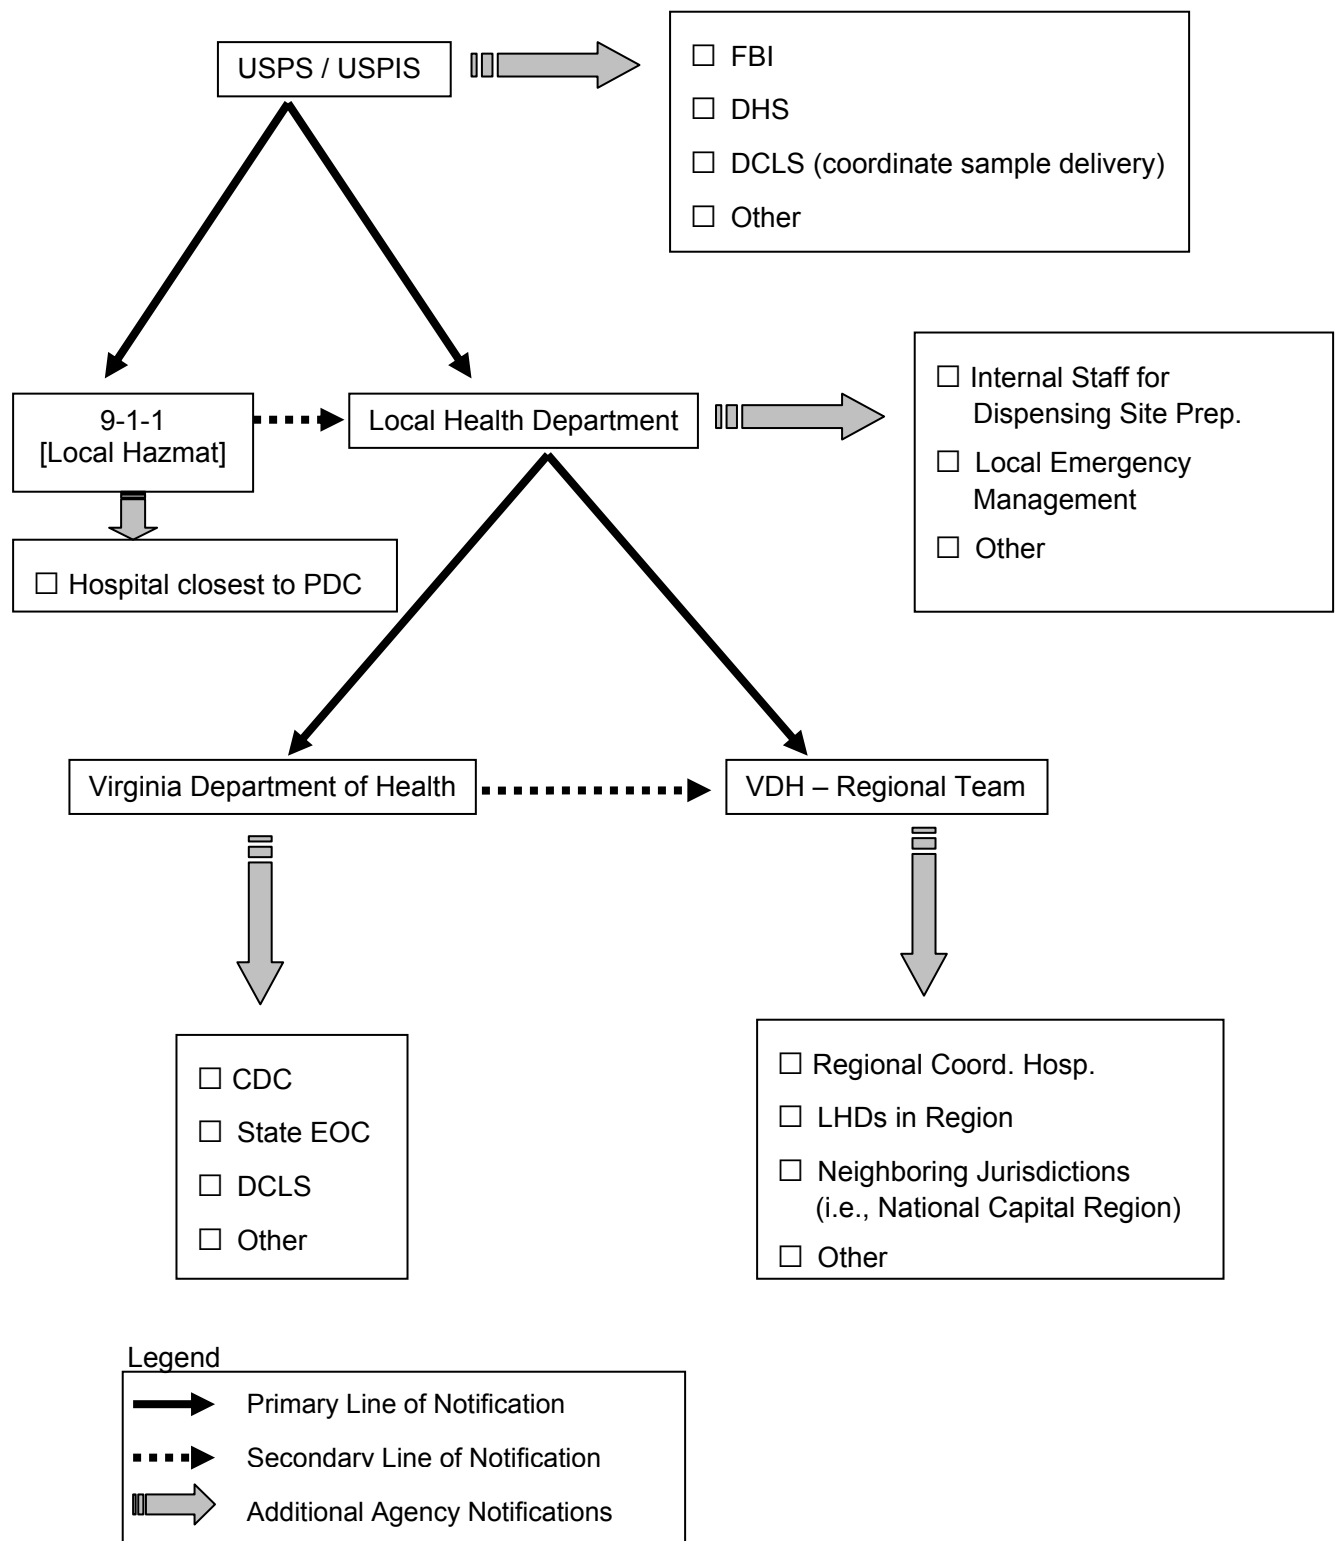 USPS / USPIS
☐ FBI
☐ DHS
☐ DCLS (coordinate sample delivery)
☐ Other
9-1-1
[Local Hazmat]
Local Health Department
☐ Internal Staff for
Dispensing Site Prep.
☐ Local Emergency
Management
☐ Other
☐ Hospital closest to PDC
Virginia Department of Health
VDH – Regional Team
☐ CDC
☐ State EOC
☐ DCLS
☐ Other
☐ Regional Coord. Hosp.
☐ LHDs in Region
☐ Neighboring Jurisdictions
(i.e., National Capital Region)
☐ Other
Legend
Primary Line of Notification
Secondary Line of Notification
Additional Agency Notifications